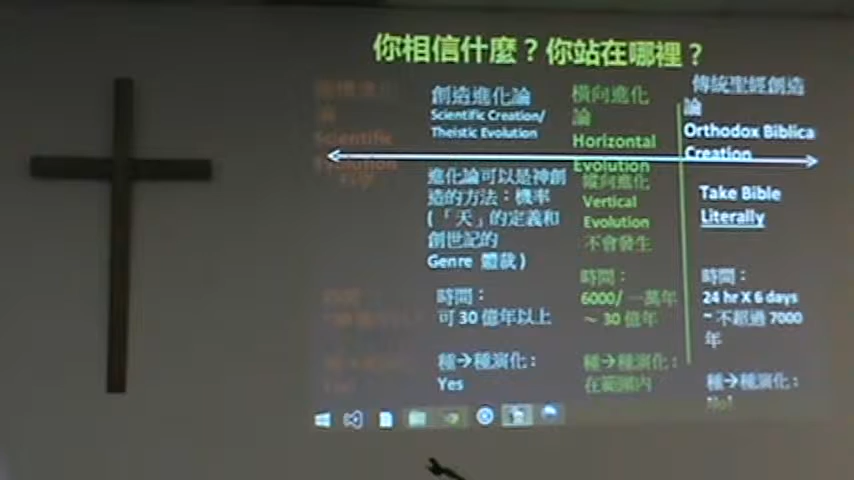 你相信什麼？你站在哪裡？
Scientific
創造進化論
Scientific Creation/
Theistic Evolution
進化論可以是神創
造的方法：機率
(「天」的定義和
創世記的
Genre 體裁)
時間：
可30億年以上
種→種演化：
Yes
橫向進化
論
Horizontal
Evolution
縱向進化
Vertical
Evolution
不會發生
時間：
6000/ 一萬年
～ 30 億年
種→種演化：
在範圍內
傳統聖經創造
論
Orthodox Biblica
Creation
Take Bible
Literally
時間：
24 hr X 6 days
~ 不超過 7000
年
種→種演化：
No!